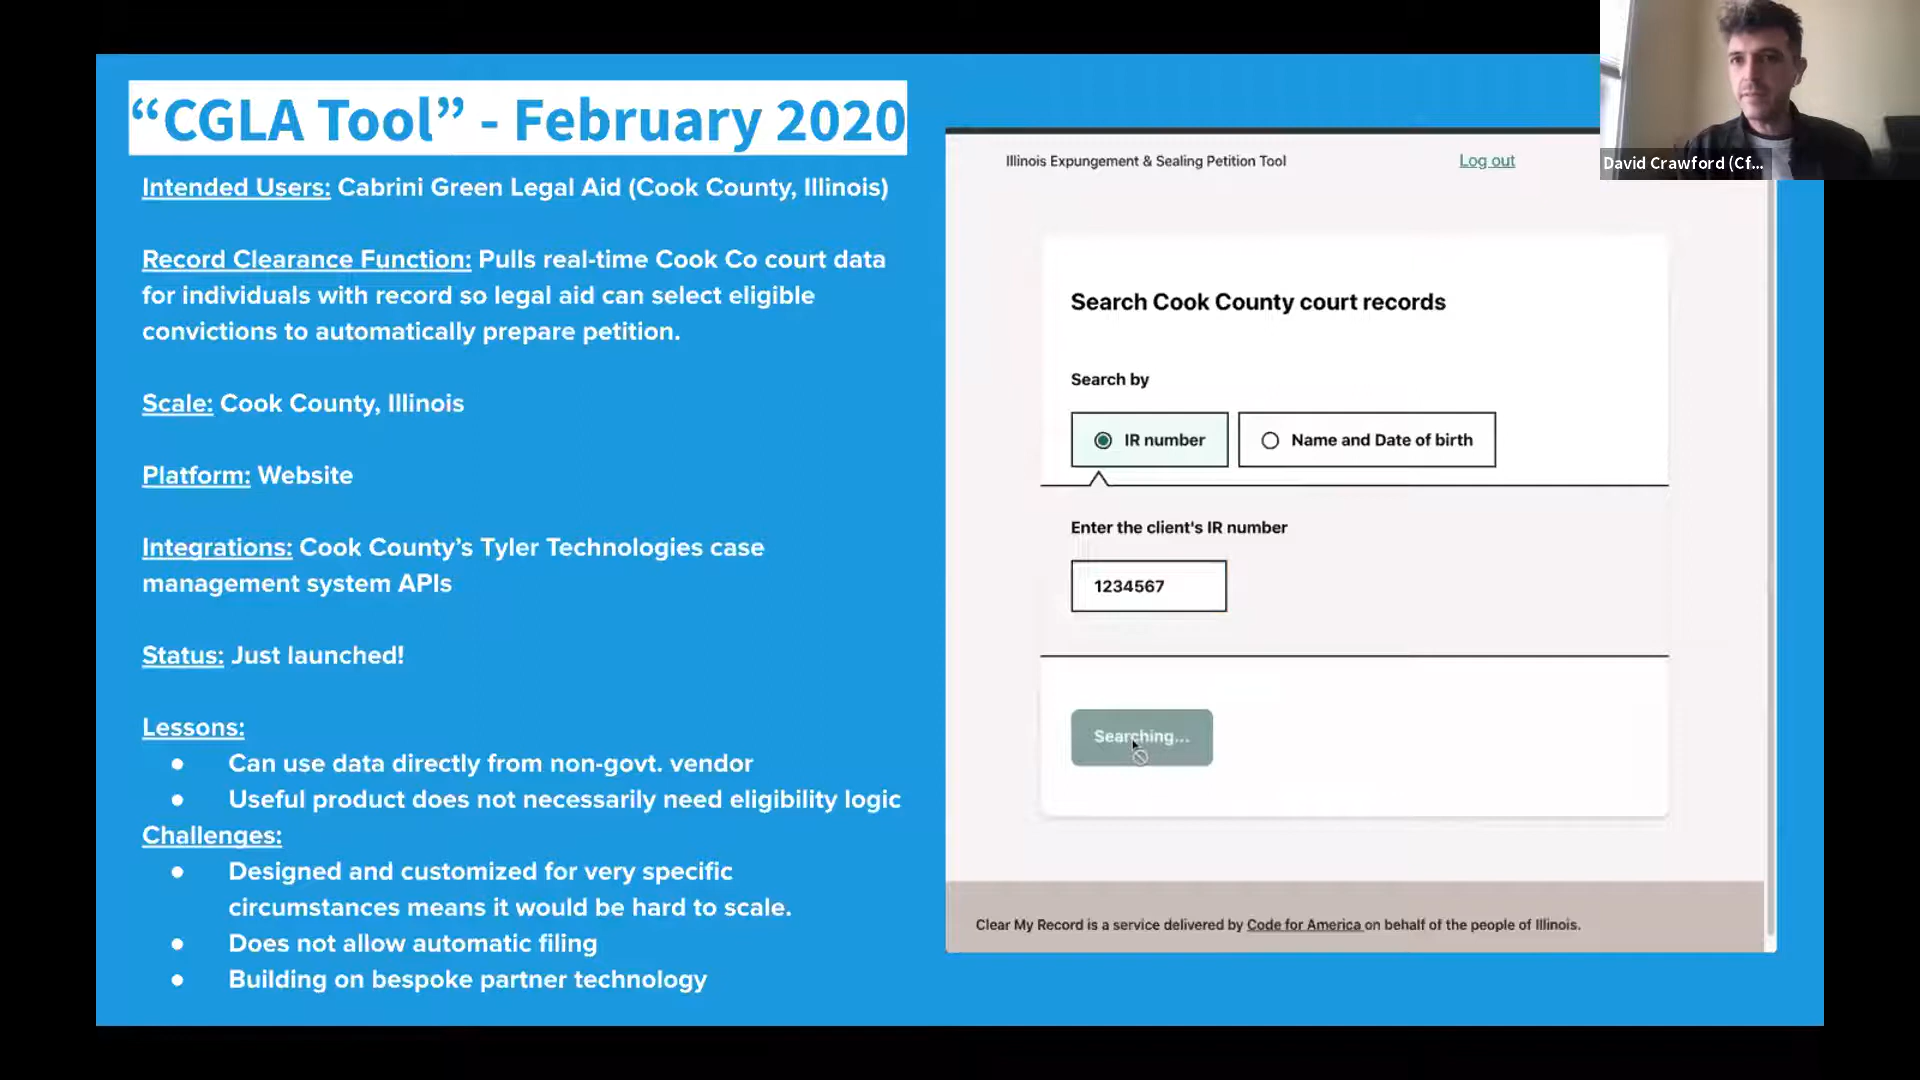 “CGLA Tool” - February 2020
Intended Users: Cabrini Green Legal Aid (Cook County, Illinois)
Record Clearance Function: Pulls real-time Cook Co court data
for individuals with record so legal aid can select eligible
convictions to automatically prepare petition.
Scale: Cook County, Illinois
Platform: Website
Integrations: Cook County’s Tyler Technologies case
management system APIs
Status: Just launched!
Lessons:
● Can use data directly from non-govt. vendor
● Useful product does not necessarily need eligibility logic
Challenges:
● Designed and customized for very specific
circumstances means it would be hard to scale.
● Does not allow automatic filing
● Building on bespoke partner technology
Illinois Expungement & Sealing Petition Tool
Log out
Search Cook County court records
Search by
IR number
Name and Date of birth
Enter the client's IR number
1234567
Searching...
Clear My Record is a service delivered by Code for America on behalf of the people of Illinois.
David Crawford (Cf...